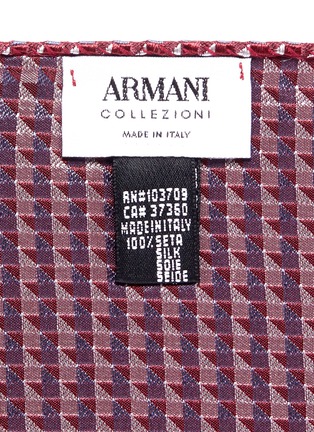 ARMANI
COLLEZIONI
MADE IN ITALY
RN#103709
CA# 37360
MADEINITALY
100% SETA
SILK
SOIE
SEIDE